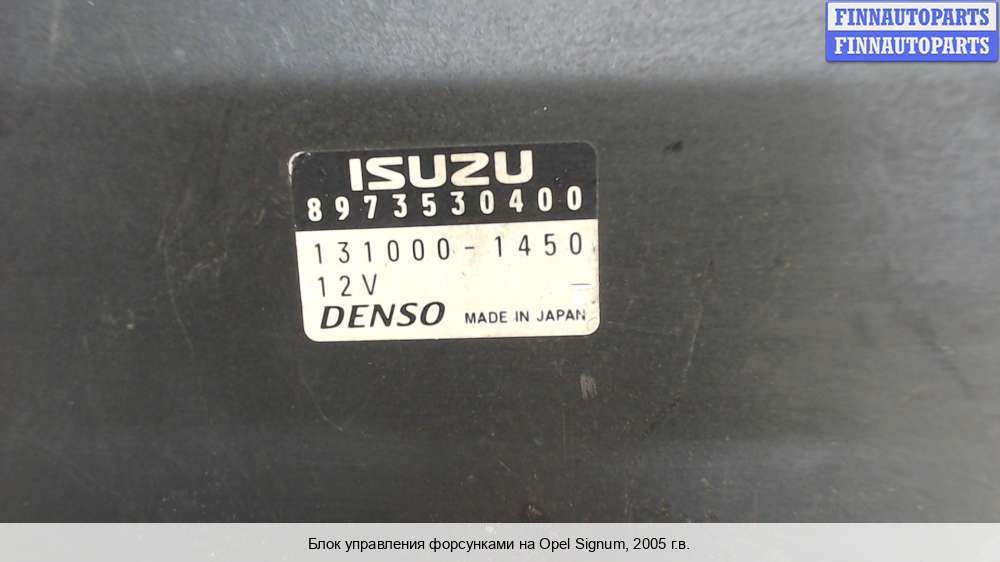 FINNAUTOPARTS
FINNAUTOPARTS
ISUZU
8973530400
131000-1450
12V -
DENSO MADE IN JAPAN
Блок управления форсунками на Opel Signum, 2005 г.в.